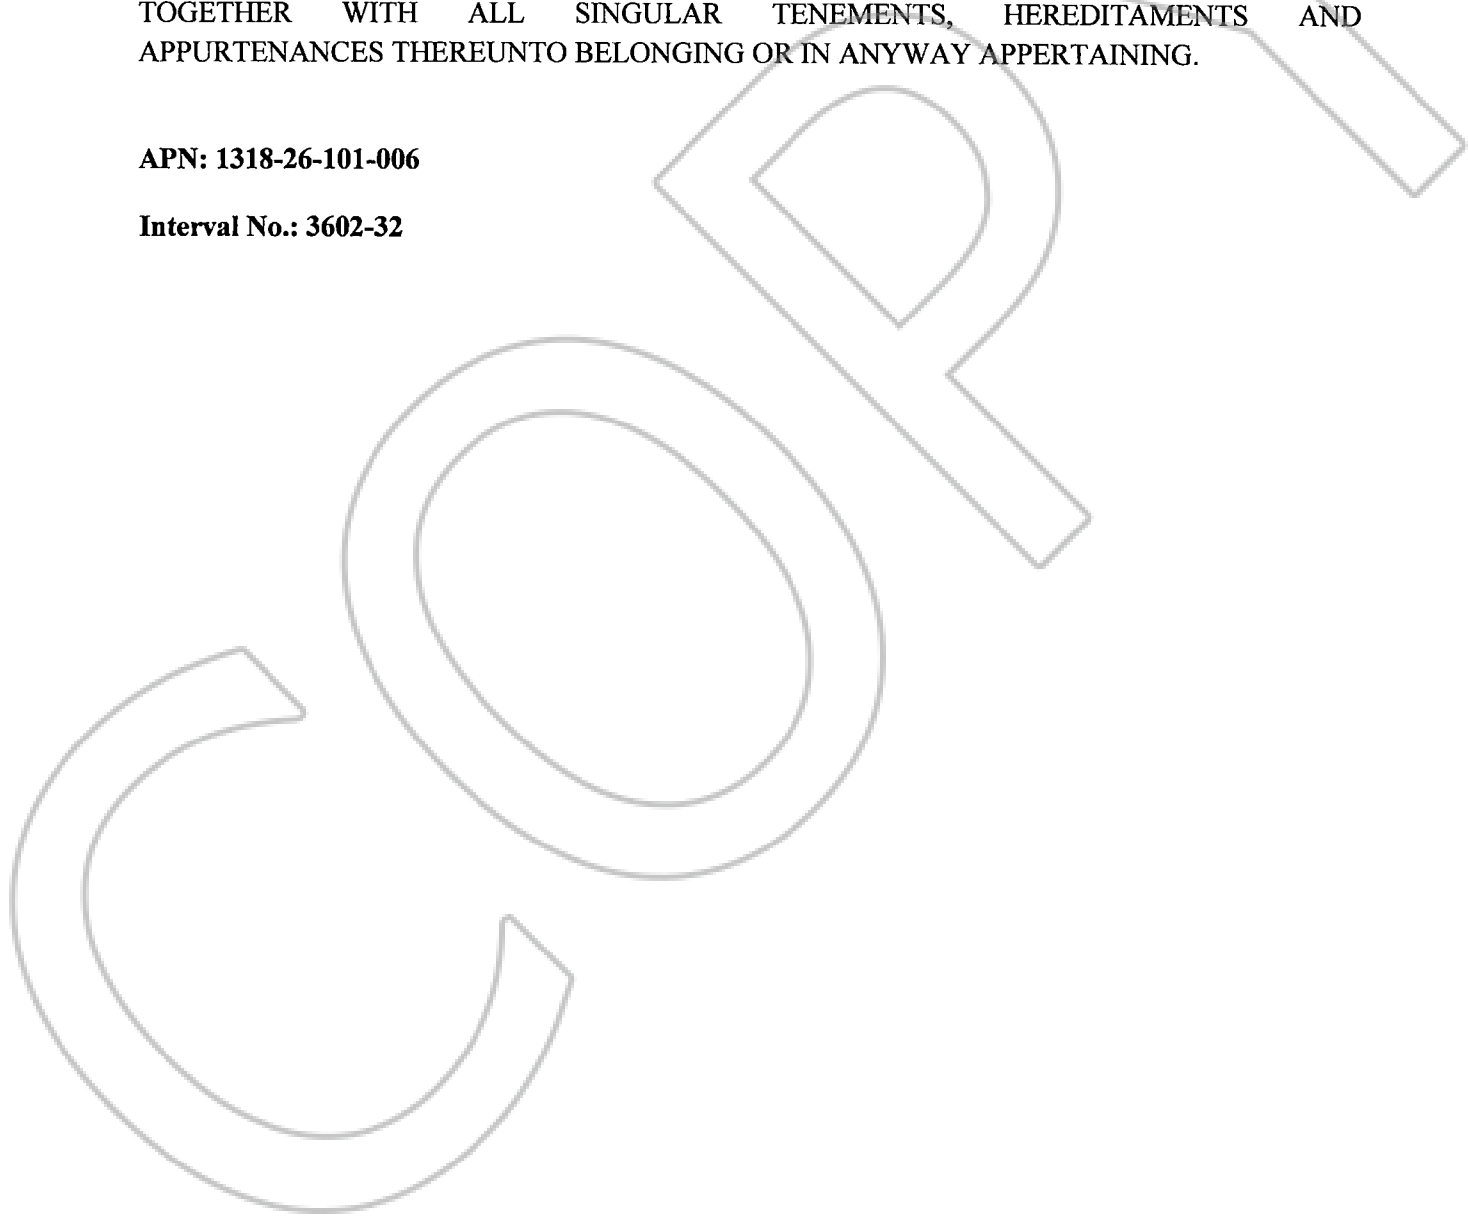 TOGETHER WITH ALL SINGULAR TENEMENTS, HEREDITAMENTS AND
APPURTENANCES THEREUNTO BELONGING OR IN ANYWAY APPERTAINING.
APN: 1318-26-101-006
Interval No.: 3602-32
COPY